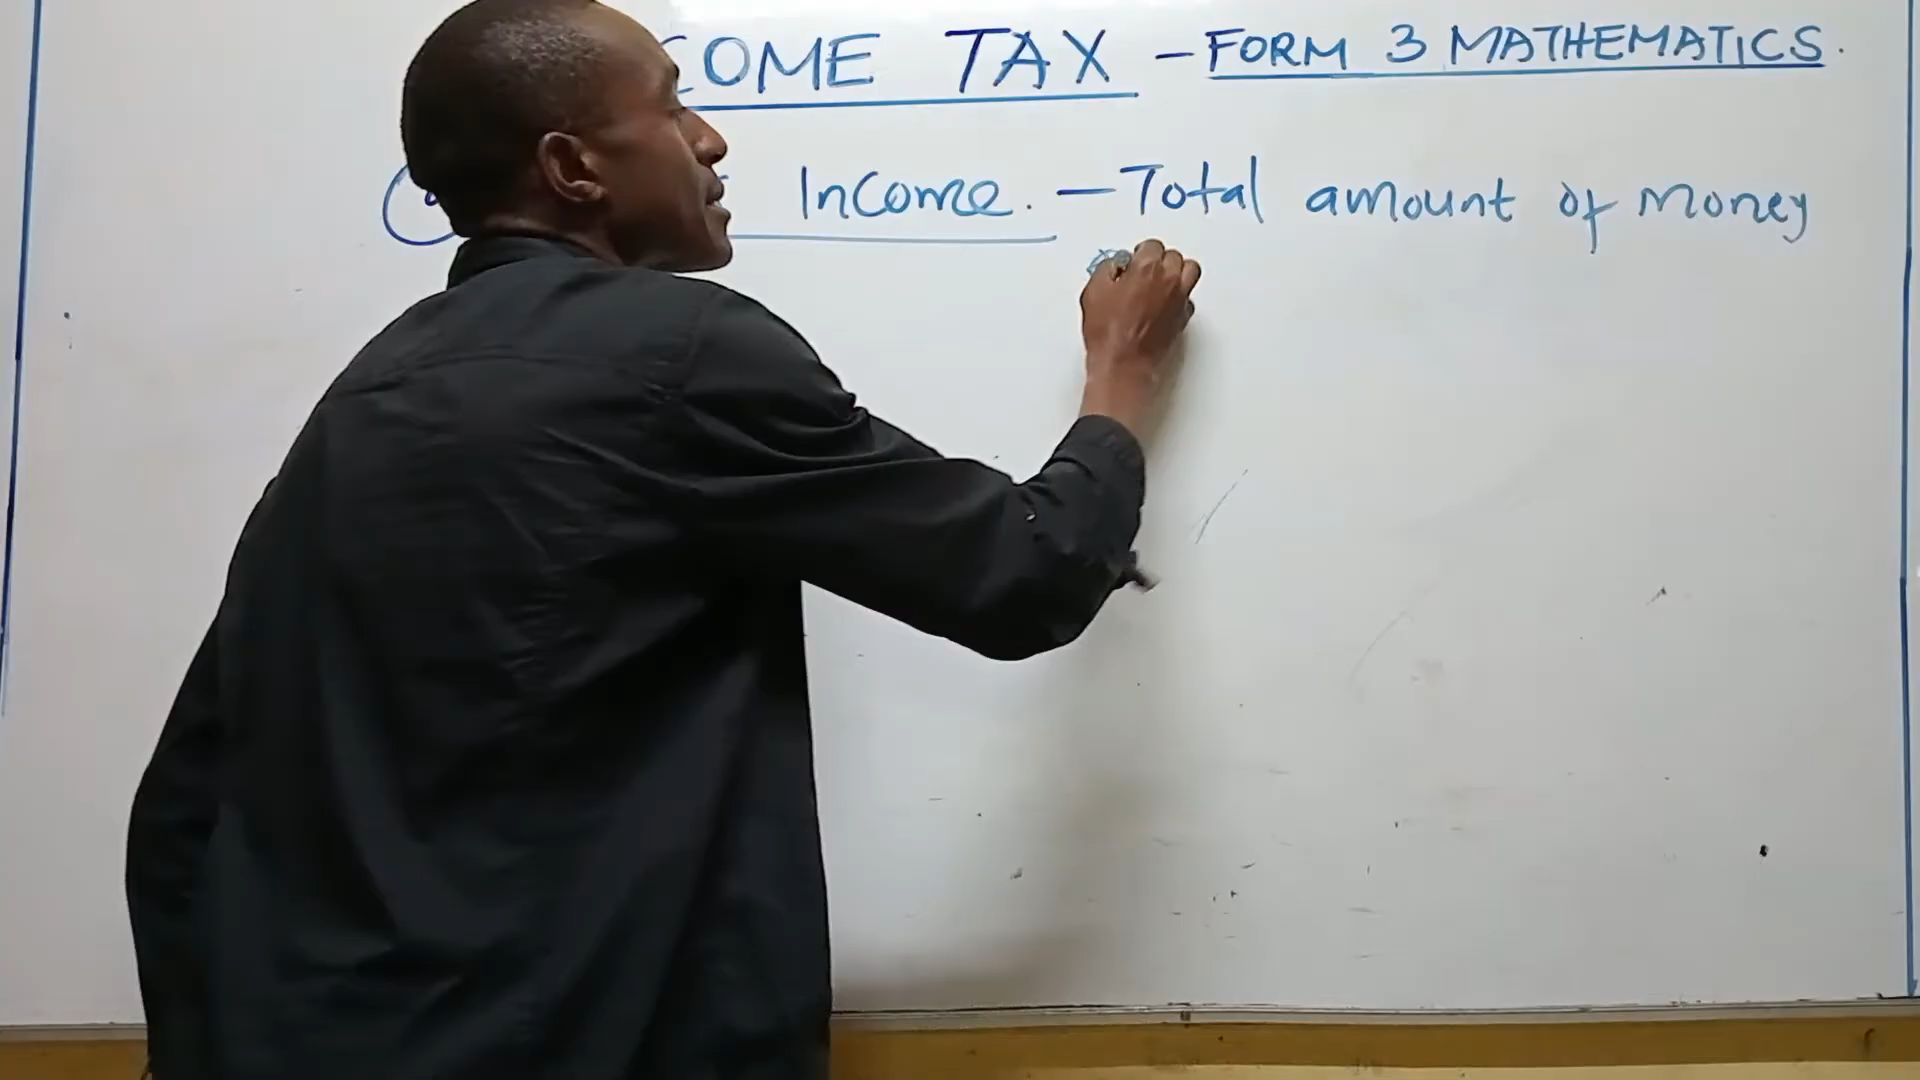 COME TAX - FORM 3 MATHEMATICS.
Income. - Total amount of money